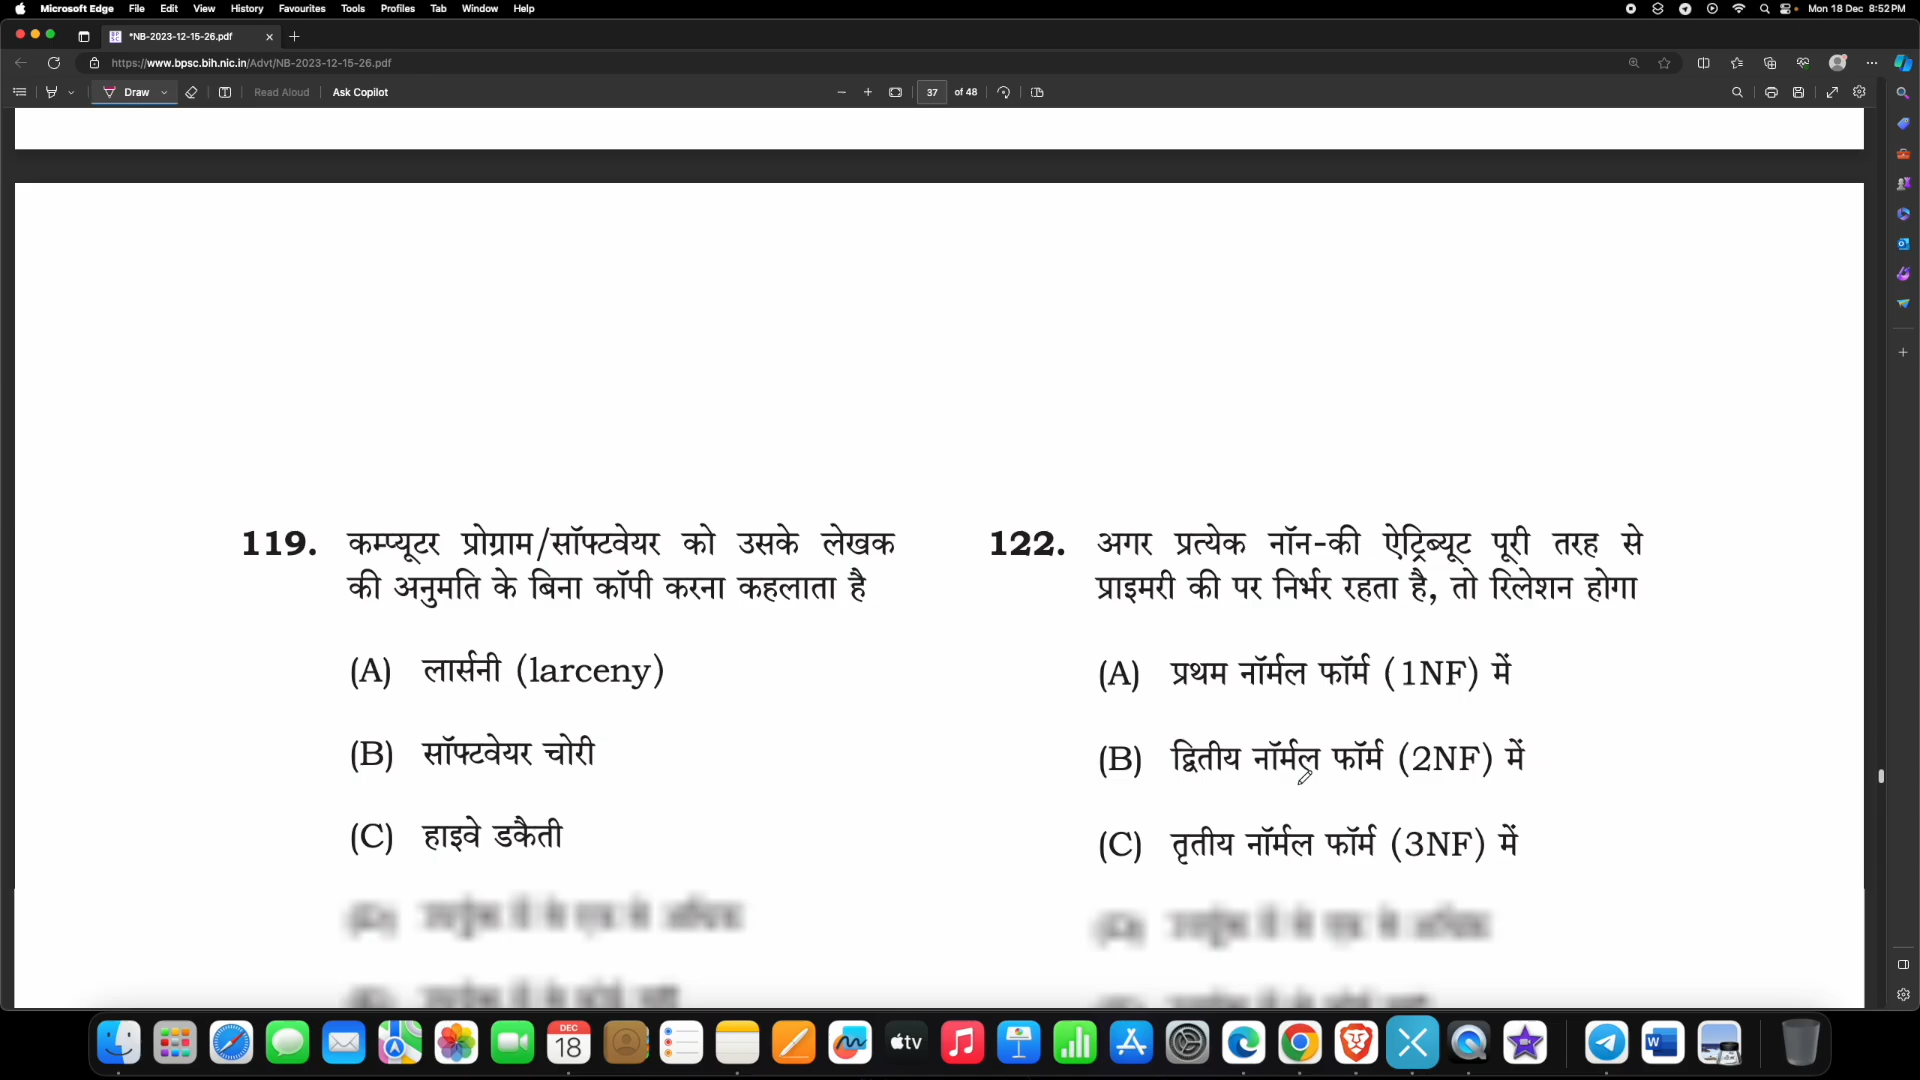 Microsoft Edge File Edit View History Favourites Tools Profiles Tab Window Help
Mon 18 Dec 8:52 PM
*NB-2023-12-15-26.pdf
https://www.bpsc.bih.nic.in/Advt/NB-2023-12-15-26.pdf
Draw Read Aloud Ask Copilot 37 of 48
119. कम्प्यूटर प्रोग्राम/सॉफ्टवेयर को उसके लेखक
की अनुमति के बिना कॉपी करना कहलाता है
(A) लार्सनी (larceny)
(B) सॉफ्टवेयर चोरी
(C) हाइवे डकैती
122. अगर प्रत्येक नॉन-की ऐट्रिब्यूट पूरी तरह से
प्राइमरी की पर निर्भर रहता है, तो रिलेशन होगा
(A) प्रथम नॉर्मल फॉर्म (1NF) में
(B) द्वितीय नॉर्मल फॉर्म (2NF) में
(C) तृतीय नॉर्मल फॉर्म (3NF) में
DEC
18
tv